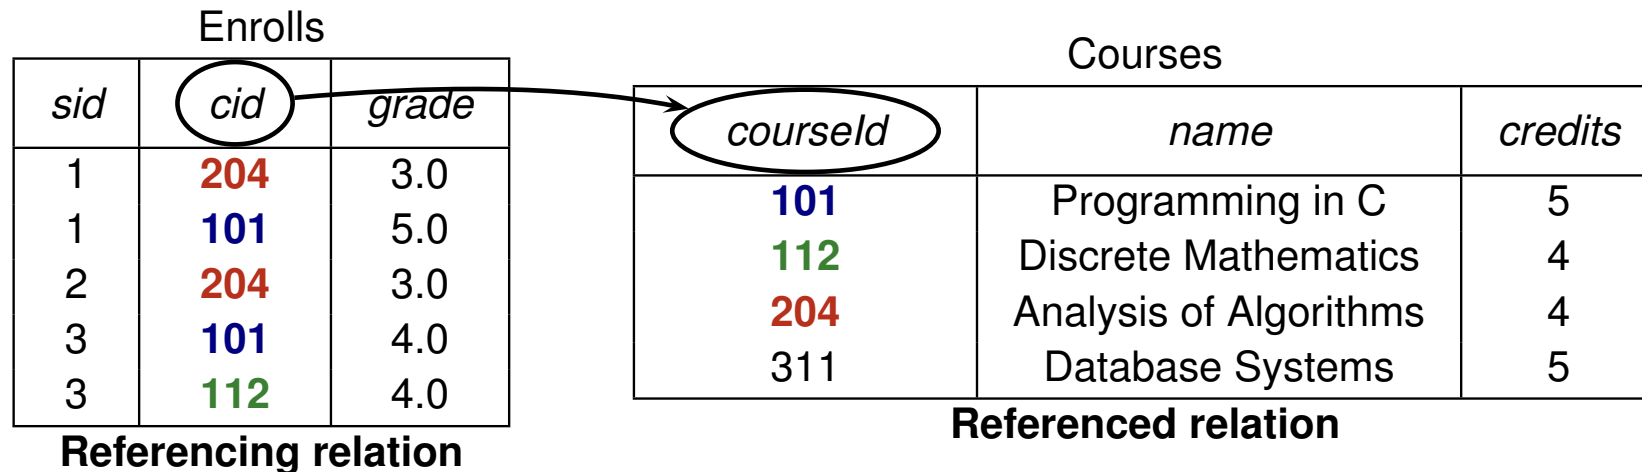 Enrolls
sid cid grade
1 204 3.0
1 101 5.0
2 204 3.0
3 101 4.0
3 112 4.0
Referencing relation
Courses
courseId name credits
101 Programming in C 5
112 Discrete Mathematics 4
204 Analysis of Algorithms 4
311 Database Systems 5
Referenced relation